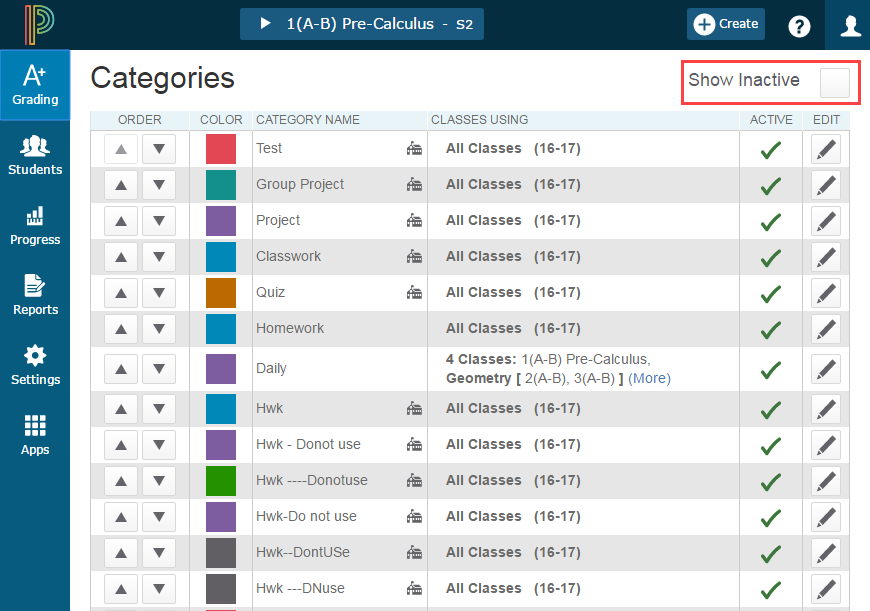 1(A-B) Pre-Calculus - S2
Create
?
A+
Grading
Students
Progress
Reports
Settings
Apps
Categories
Show Inactive
ORDER COLOR CATEGORY NAME CLASSES USING ACTIVE EDIT
Test All Classes (16-17)
Group Project All Classes (16-17)
Project All Classes (16-17)
Classwork All Classes (16-17)
Quiz All Classes (16-17)
Homework All Classes (16-17)
Daily 4 Classes: 1(A-B) Pre-Calculus,
Geometry [ 2(A-B), 3(A-B) ] (More)
Hwk All Classes (16-17)
Hwk - Donot use All Classes (16-17)
Hwk ----Donotuse All Classes (16-17)
Hwk-Do not use All Classes (16-17)
Hwk--DontUSe All Classes (16-17)
Hwk ---DNuse All Classes (16-17)